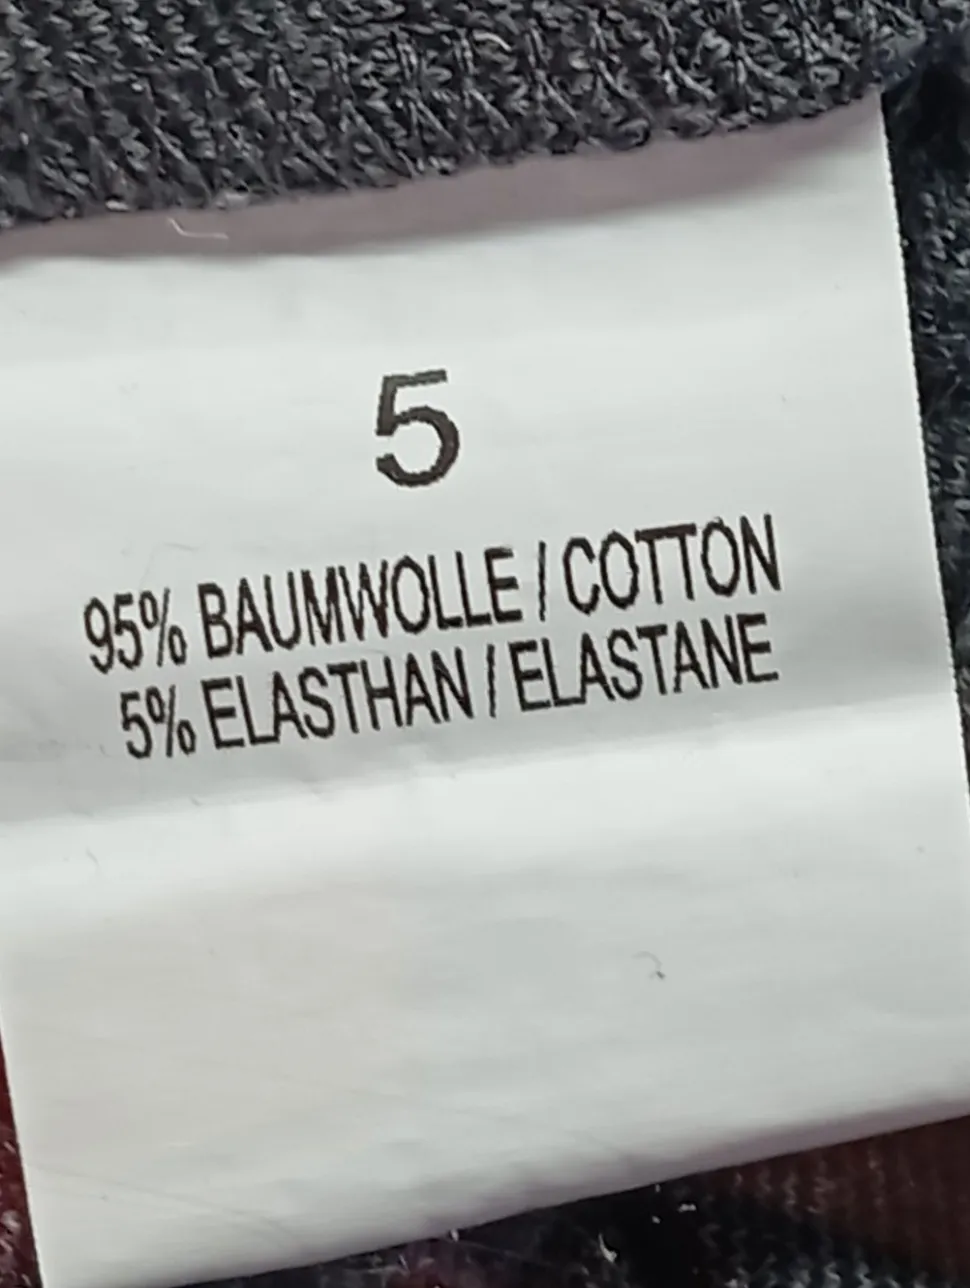 5
95% BAUMWOLLE / COTTON
5% ELASTHAN / ELASTANE